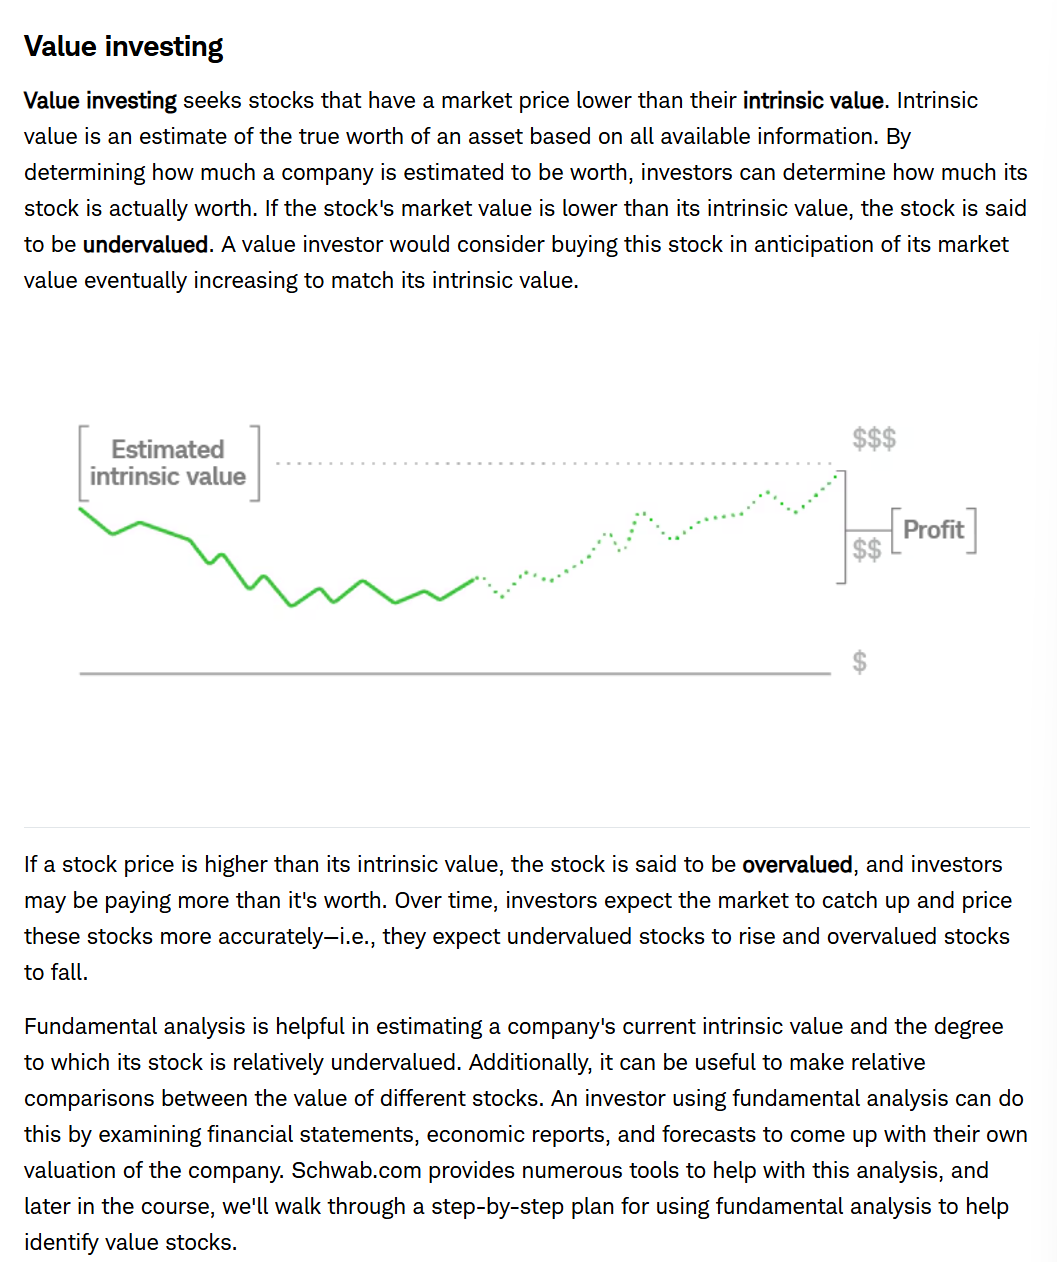 Value investing
Value investing seeks stocks that have a market price lower than their intrinsic value. Intrinsic
value is an estimate of the true worth of an asset based on all available information. By
determining how much a company is estimated to be worth, investors can determine how much its
stock is actually worth. If the stock's market value is lower than its intrinsic value, the stock is said
to be undervalued. A value investor would consider buying this stock in anticipation of its market
value eventually increasing to match its intrinsic value.
Estimated
intrinsic value
$$$
Profit
$$
$
If a stock price is higher than its intrinsic value, the stock is said to be overvalued, and investors
may be paying more than it's worth. Over time, investors expect the market to catch up and price
these stocks more accurately—i.e., they expect undervalued stocks to rise and overvalued stocks
to fall.
Fundamental analysis is helpful in estimating a company's current intrinsic value and the degree
to which its stock is relatively undervalued. Additionally, it can be useful to make relative
comparisons between the value of different stocks. An investor using fundamental analysis can do
this by examining financial statements, economic reports, and forecasts to come up with their own
valuation of the company. Schwab.com provides numerous tools to help with this analysis, and
later in the course, we'll walk through a step-by-step plan for using fundamental analysis to help
identify value stocks.